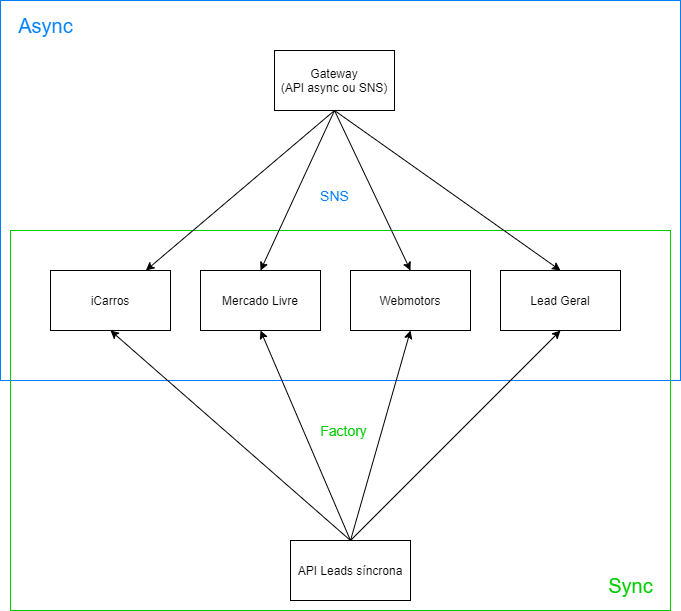 Async
Gateway
(API async ou SNS)
SNS
iCarros
Mercado Livre
Webmotors
Lead Geral
Factory
API Leads síncrona
Sync